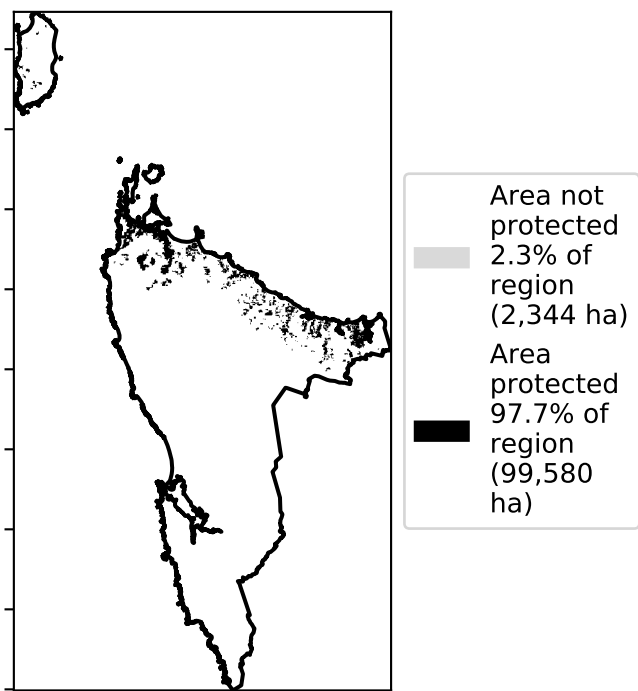 Area not
protected
2.3% of
region
(2,344 ha)
Area
protected
97.7% of
region
(99,580
ha)